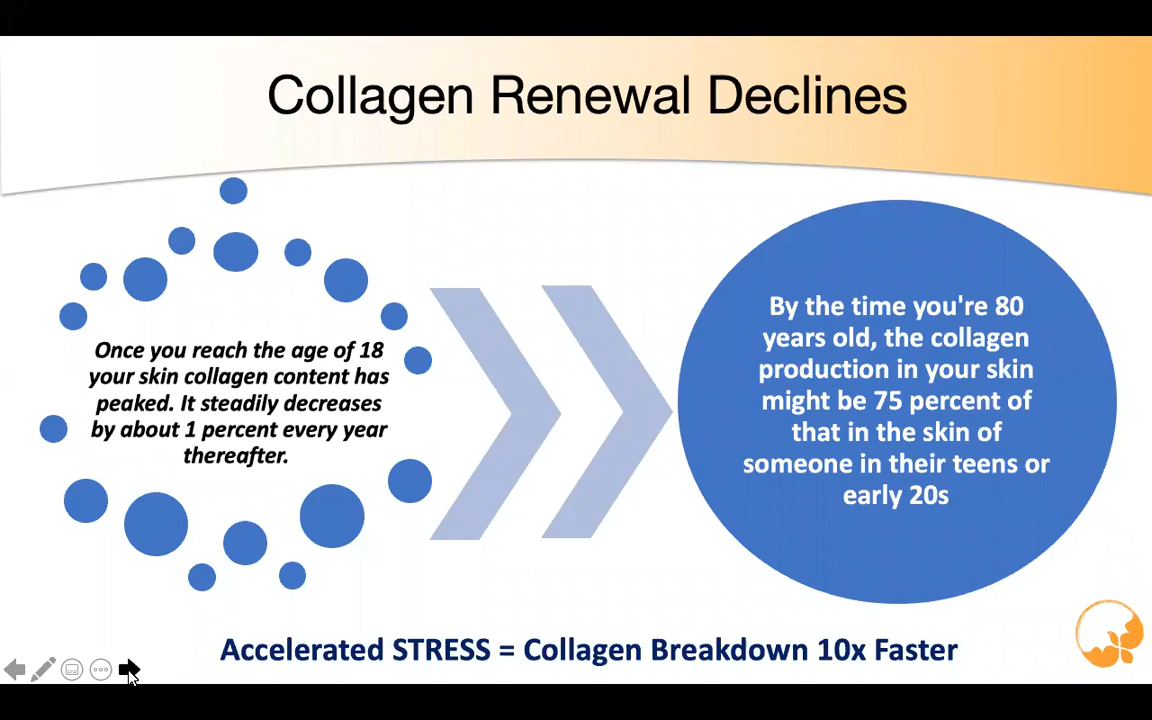 Collagen Renewal Declines
Once you reach the age of 18
your skin collagen content has
peaked. It steadily decreases
by about 1 percent every year
thereafter.
By the time you're 80
years old, the collagen
production in your skin
might be 75 percent of
that in the skin of
someone in their teens or
early 20s
Accelerated STRESS = Collagen Breakdown 10x Faster